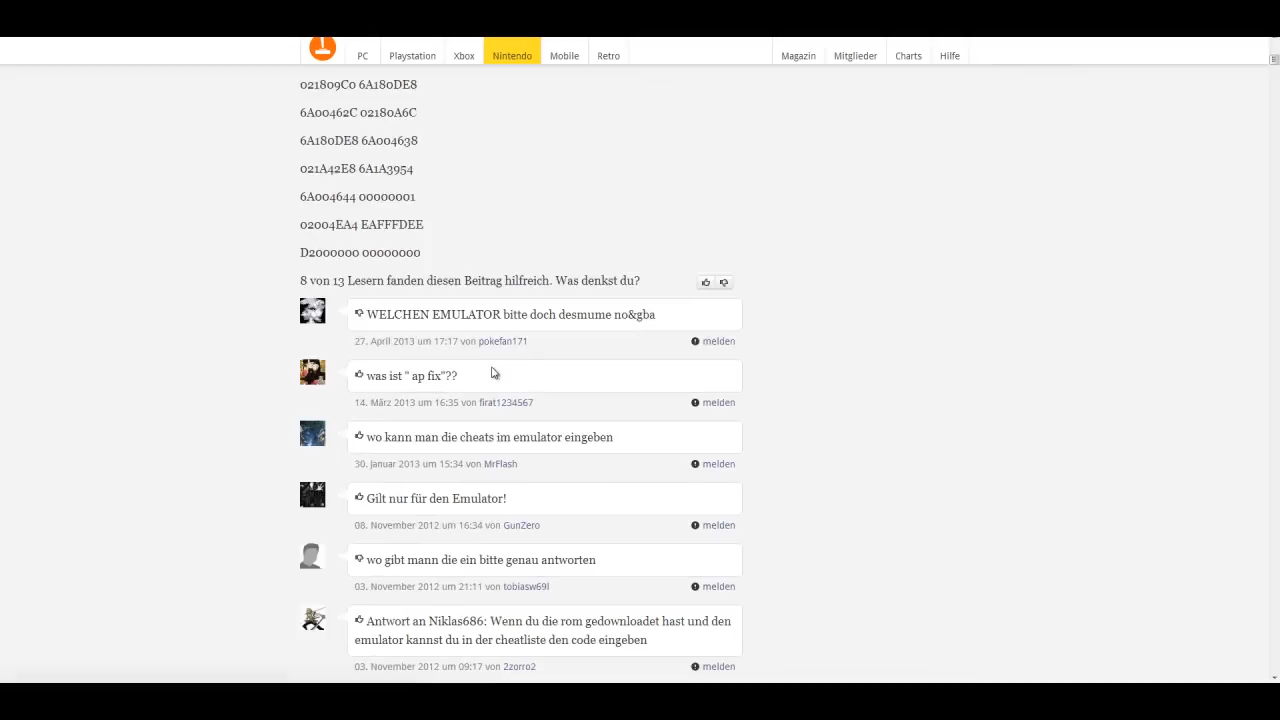 PC Playstation Xbox Nintendo Mobile Retro Magazin Mitglieder Charts Hilfe
021809C0 6A180DE8
6A00462C 02180A6C
6A180DE8 6A004638
021A42E8 6A1A3954
6A004644 00000001
02004EA4 EAFFFDEE
D2000000 00000000
8 von 13 Lesern fanden diesen Beitrag hilfreich. Was denkst du?
WELCHEN EMULATOR bitte doch desmume no&gba
27. April 2013 um 17:17 von pokefan171 melden
was ist " ap fix"??
14. März 2013 um 16:35 von firat1234567 melden
wo kann man die cheats im emulator eingeben
30. Januar 2013 um 15:34 von MrFlash melden
Gilt nur für den Emulator!
08. November 2012 um 16:34 von GunZero melden
wo gibt mann die ein bitte genau antworten
03. November 2012 um 21:11 von tobiasw69l melden
Antwort an Niklas686: Wenn du die rom gedownloadet hast und den
emulator kannst du in der cheatliste den code eingeben
03. November 2012 um 09:17 von 2zorro2 melden